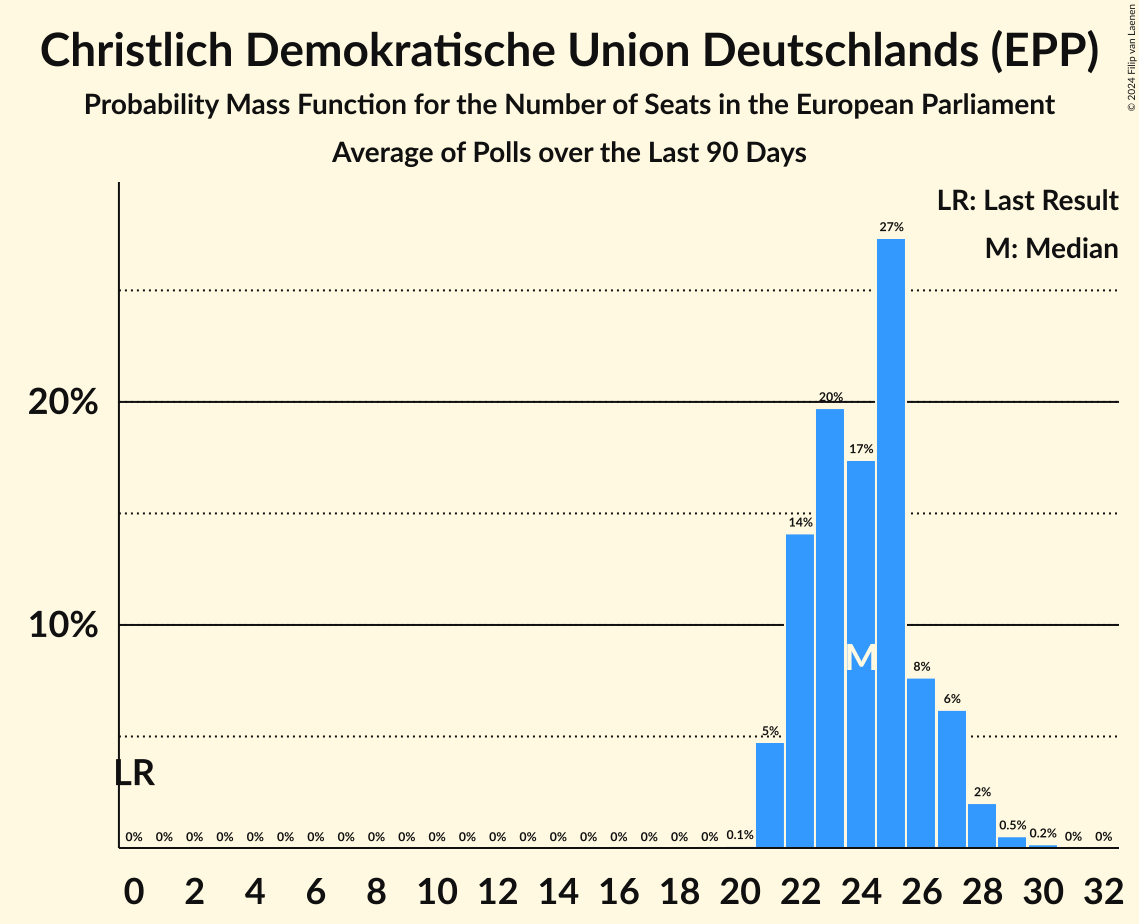 Christlich Demokratische Union Deutschlands (EPP)
Probability Mass Function for the Number of Seats in the European Parliament
Average of Polls over the Last 90 Days
© 2024 Filip van Laenen
LR: Last Result
M: Median
27%
20%
20%
17%
14%
10%
M
8%
6%
5%
LR
2%
0% 0% 0% 0% 0% 0% 0% 0% 0% 0% 0% 0% 0% 0% 0% 0% 0% 0% 0% 0% 0.1% 0.5% 0.2% 0% 0%
0 2 4 6 8 10 12 14 16 18 20 22 24 26 28 30 32